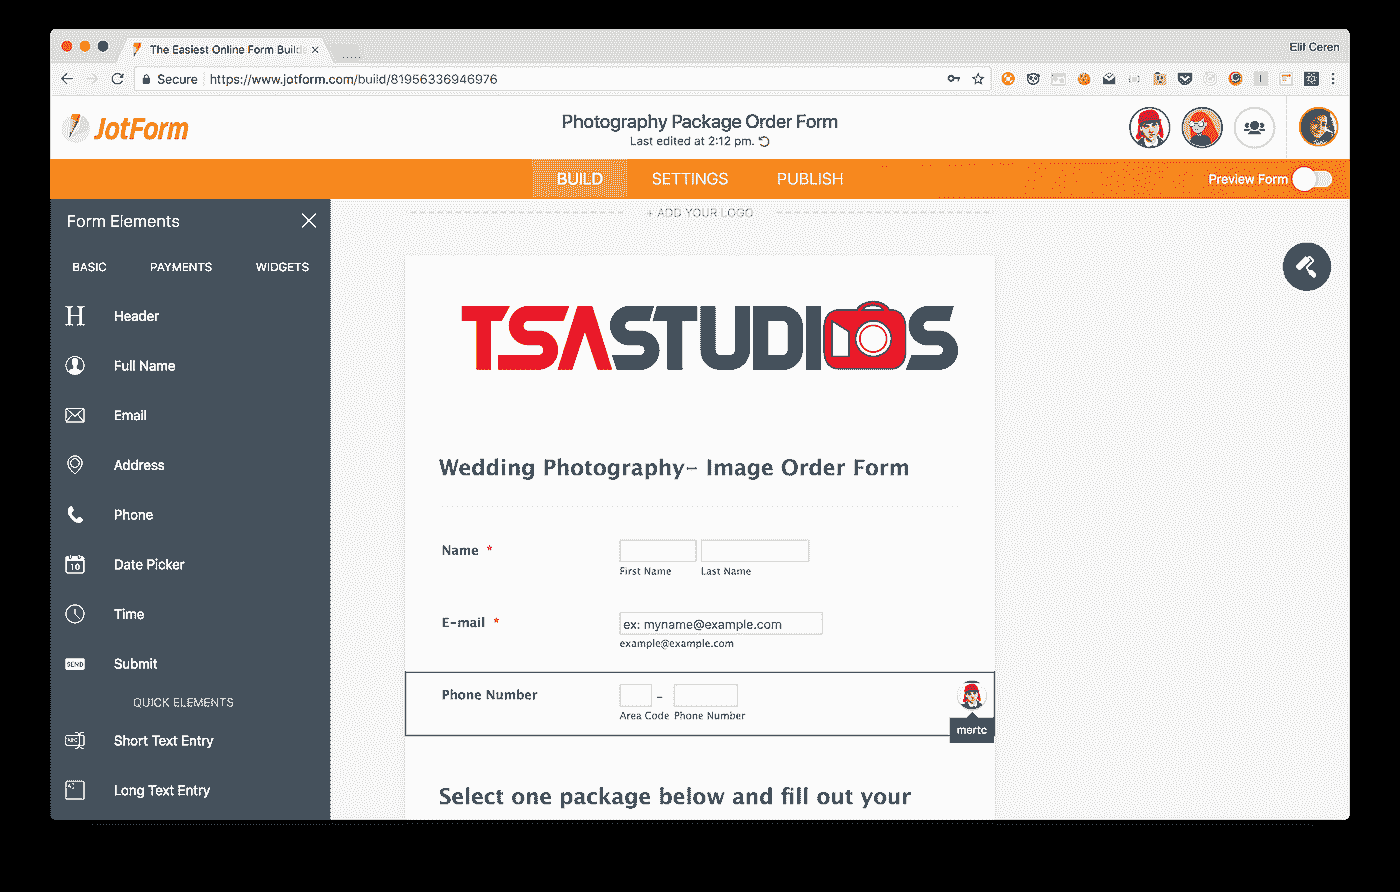 The Easiest Online Form Build
Elif Ceren
Secure
https://www.jotform.com/build/81956336946976
JotForm
Photography Package Order Form
Last edited at 2:12 pm.
BUILD
SETTINGS
PUBLISH
Preview Form
Form Elements
+ ADD YOUR LOGO
BASIC
PAYMENTS
WIDGETS
H Header
Full Name
Email
Address
Phone
10 Date Picker
Time
SEND Submit
QUICK ELEMENTS
ABC Short Text Entry
Long Text Entry
TSASTUDIOS
Wedding Photography- Image Order Form
Name *
First Name
Last Name
E-mail *
ex: myname@example.com
example@example.com
Phone Number
-
Area Code
Phone Number
mertc
Select one package below and fill out your